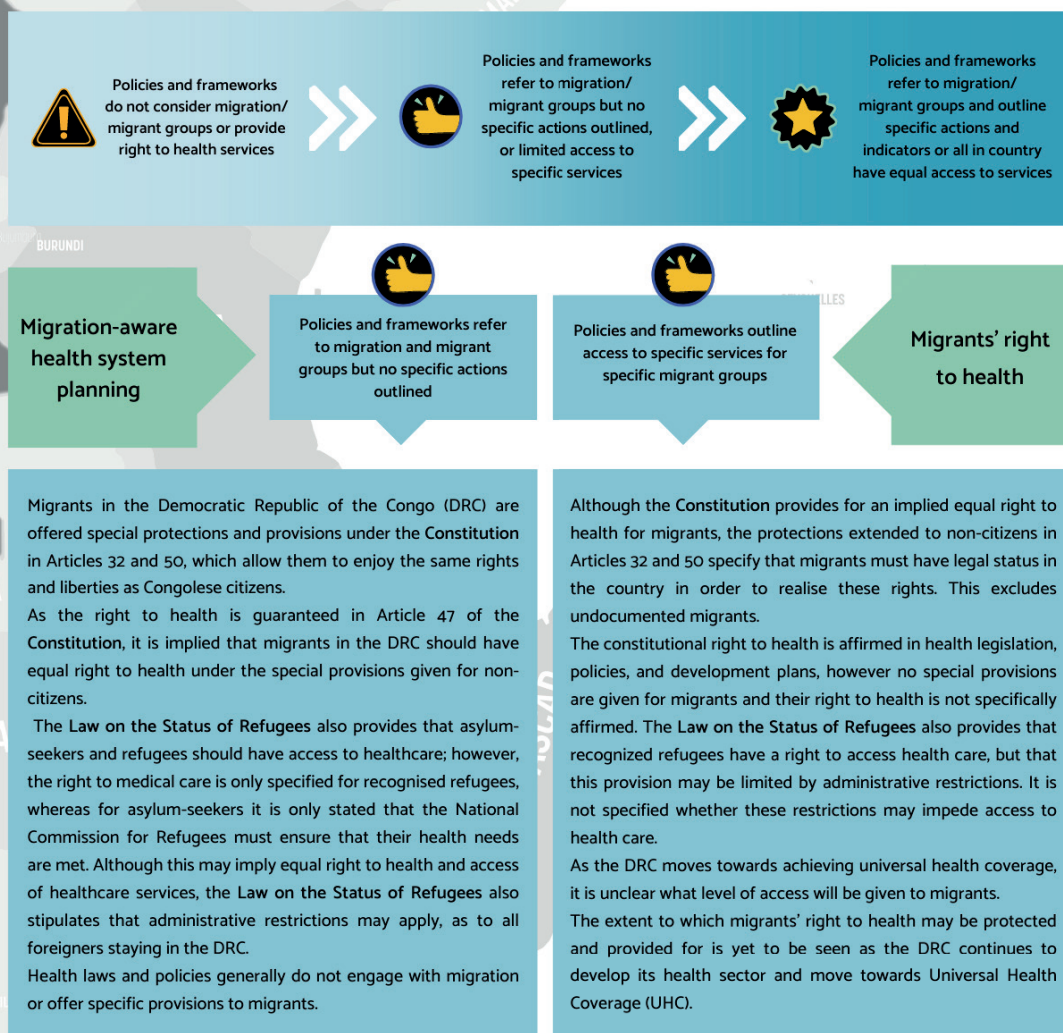 Policies and frameworks
do not consider migration/
migrant groups or provide
right to health services
Policies and frameworks
refer to migration/
migrant groups but no
specific actions outlined,
or limited access to
specific services
Policies and frameworks
refer to migration/
migrant groups and outline
specific actions and
indicators or all in country
have equal access to services
BURUNDI
Migration-aware
health system
planning
Policies and frameworks refer
to migration and migrant
groups but no specific actions
outlined
Policies and frameworks outline
access to specific services for
specific migrant groups
Migrants' right
to health
Migrants in the Democratic Republic of the Congo (DRC) are
offered special protections and provisions under the Constitution
in Articles 32 and 50, which allow them to enjoy the same rights
and liberties as Congolese citizens.
As the right to health is guaranteed in Article 47 of the
Constitution, it is implied that migrants in the DRC should have
equal right to health under the special provisions given for non-
citizens.
The Law on the Status of Refugees also provides that asylum-
seekers and refugees should have access to healthcare; however,
the right to medical care is only specified for recognised refugees,
whereas for asylum-seekers it is only stated that the National
Commission for Refugees must ensure that their health needs
are met. Although this may imply equal right to health and access
of healthcare services, the Law on the Status of Refugees also
stipulates that administrative restrictions may apply, as to all
foreigners staying in the DRC.
Health laws and policies generally do not engage with migration
or offer specific provisions to migrants.
Although the Constitution provides for an implied equal right to
health for migrants, the protections extended to non-citizens in
Articles 32 and 50 specify that migrants must have legal status in
the country in order to realise these rights. This excludes
undocumented migrants.
The constitutional right to health is affirmed in health legislation,
policies, and development plans, however no special provisions
are given for migrants and their right to health is not specifically
affirmed. The Law on the Status of Refugees also provides that
recognized refugees have a right to access health care, but that
this provision may be limited by administrative restrictions. It is
not specified whether these restrictions may impede access to
health care.
As the DRC moves towards achieving universal health coverage,
it is unclear what level of access will be given to migrants.
The extent to which migrants' right to health may be protected
and provided for is yet to be seen as the DRC continues to
develop its health sector and move towards Universal Health
Coverage (UHC).